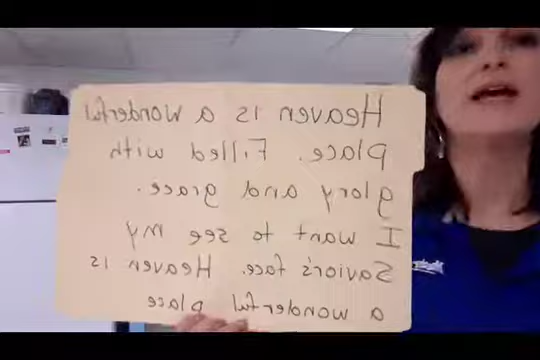 Heaven is a wonderful
place. Filled with
glory and grace.
I want to see my
Savior's face. Heaven is
a wonderful place